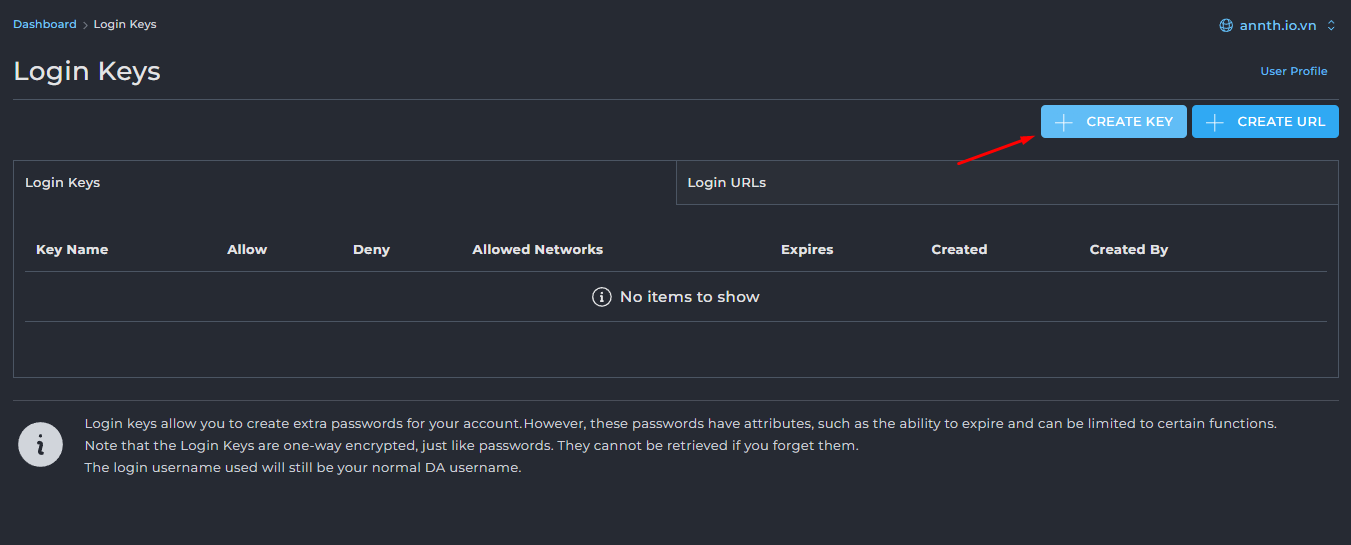 Dashboard > Login Keys
annth.io.vn
Login Keys
User Profile
CREATE KEY
CREATE URL
Login Keys
Login URLs
Key Name Allow Deny Allowed Networks Expires Created Created By
No items to show
Login keys allow you to create extra passwords for your account.However, these passwords have attributes, such as the ability to expire and can be limited to certain functions.
Note that the Login Keys are one-way encrypted, just like passwords. They cannot be retrieved if you forget them.
The login username used will still be your normal DA username.